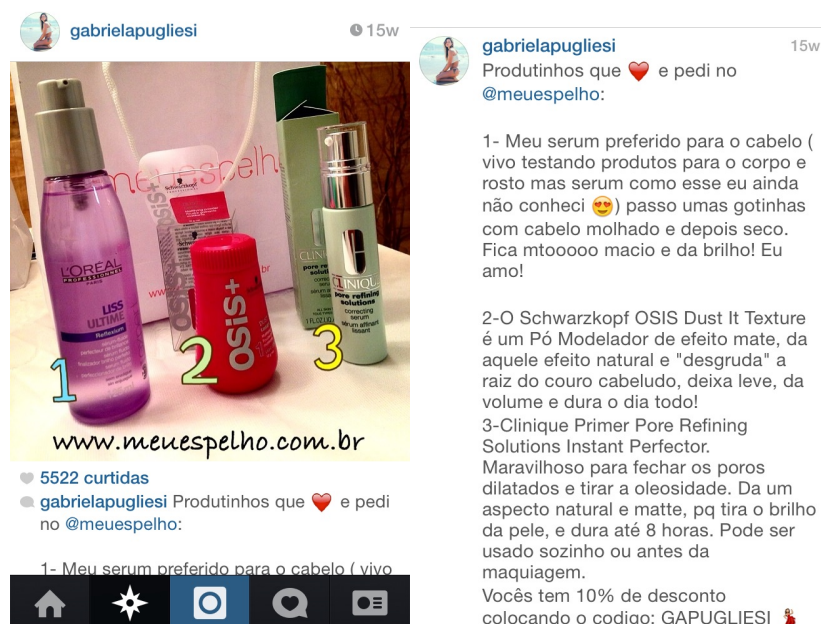 gabrielapugliesi
15w
meuespelh
Schwarzkopf
OSIS+
L'ORÉAL
PROFESSIONNEL
PARIS
LISS
ULTIME
Reflexium
OSIS+
CLINIQUE
pore refining
solutions
correcting
serum
sérum affinant
lissant
1
2
3
www.meuespelho.com.br
5522 curtidas
gabrielapugliesi Produtinhos que ❤️ e pedi
no @meuespelho:
1- Meu serum preferido para o cabelo ( vivo
gabrielapugliesi
15w
Produtinhos que ❤️ e pedi no
@meuespelho:
1- Meu serum preferido para o cabelo (
vivo testando produtos para o corpo e
rosto mas serum como esse eu ainda
não conheci 😍) passo umas gotinhas
com cabelo molhado e depois seco.
Fica mtooooo macio e da brilho! Eu
amo!
2-O Schwarzkopf OSIS Dust It Texture
é um Pó Modelador de efeito mate, da
aquele efeito natural e "desgruda" a
raiz do couro cabeludo, deixa leve, da
volume e dura o dia todo!
3-Clinique Primer Pore Refining
Solutions Instant Perfector.
Maravilhoso para fechar os poros
dilatados e tirar a oleosidade. Da um
aspecto natural e matte, pq tira o brilho
da pele, e dura até 8 horas. Pode ser
usado sozinho ou antes da
maquiagem.
Vocês tem 10% de desconto
colocando o codigo: GAPUGLIESI 💃